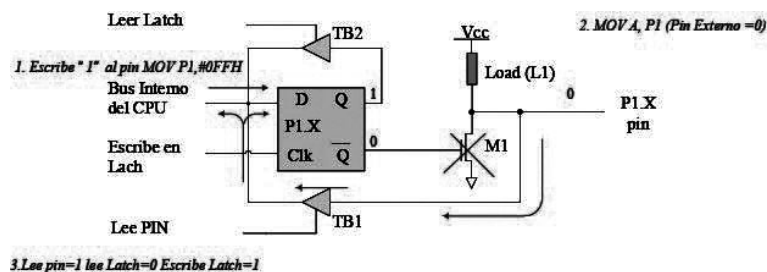 Leer Latch
TB2
Vcc
2. MOV A, P1 (Pin Externo =0)
1. Escribe " 1" al pin MOV P1,#0FFH
Load (L1)
Bus Interno
del CPU
D Q
1
0
P1.X
pin
P1.X
Escribe en
Lach
Clk Q
0
M1
Lee PIN
TB1
3.Lee pin=1 lee Latch=0 Escribe Latch=1